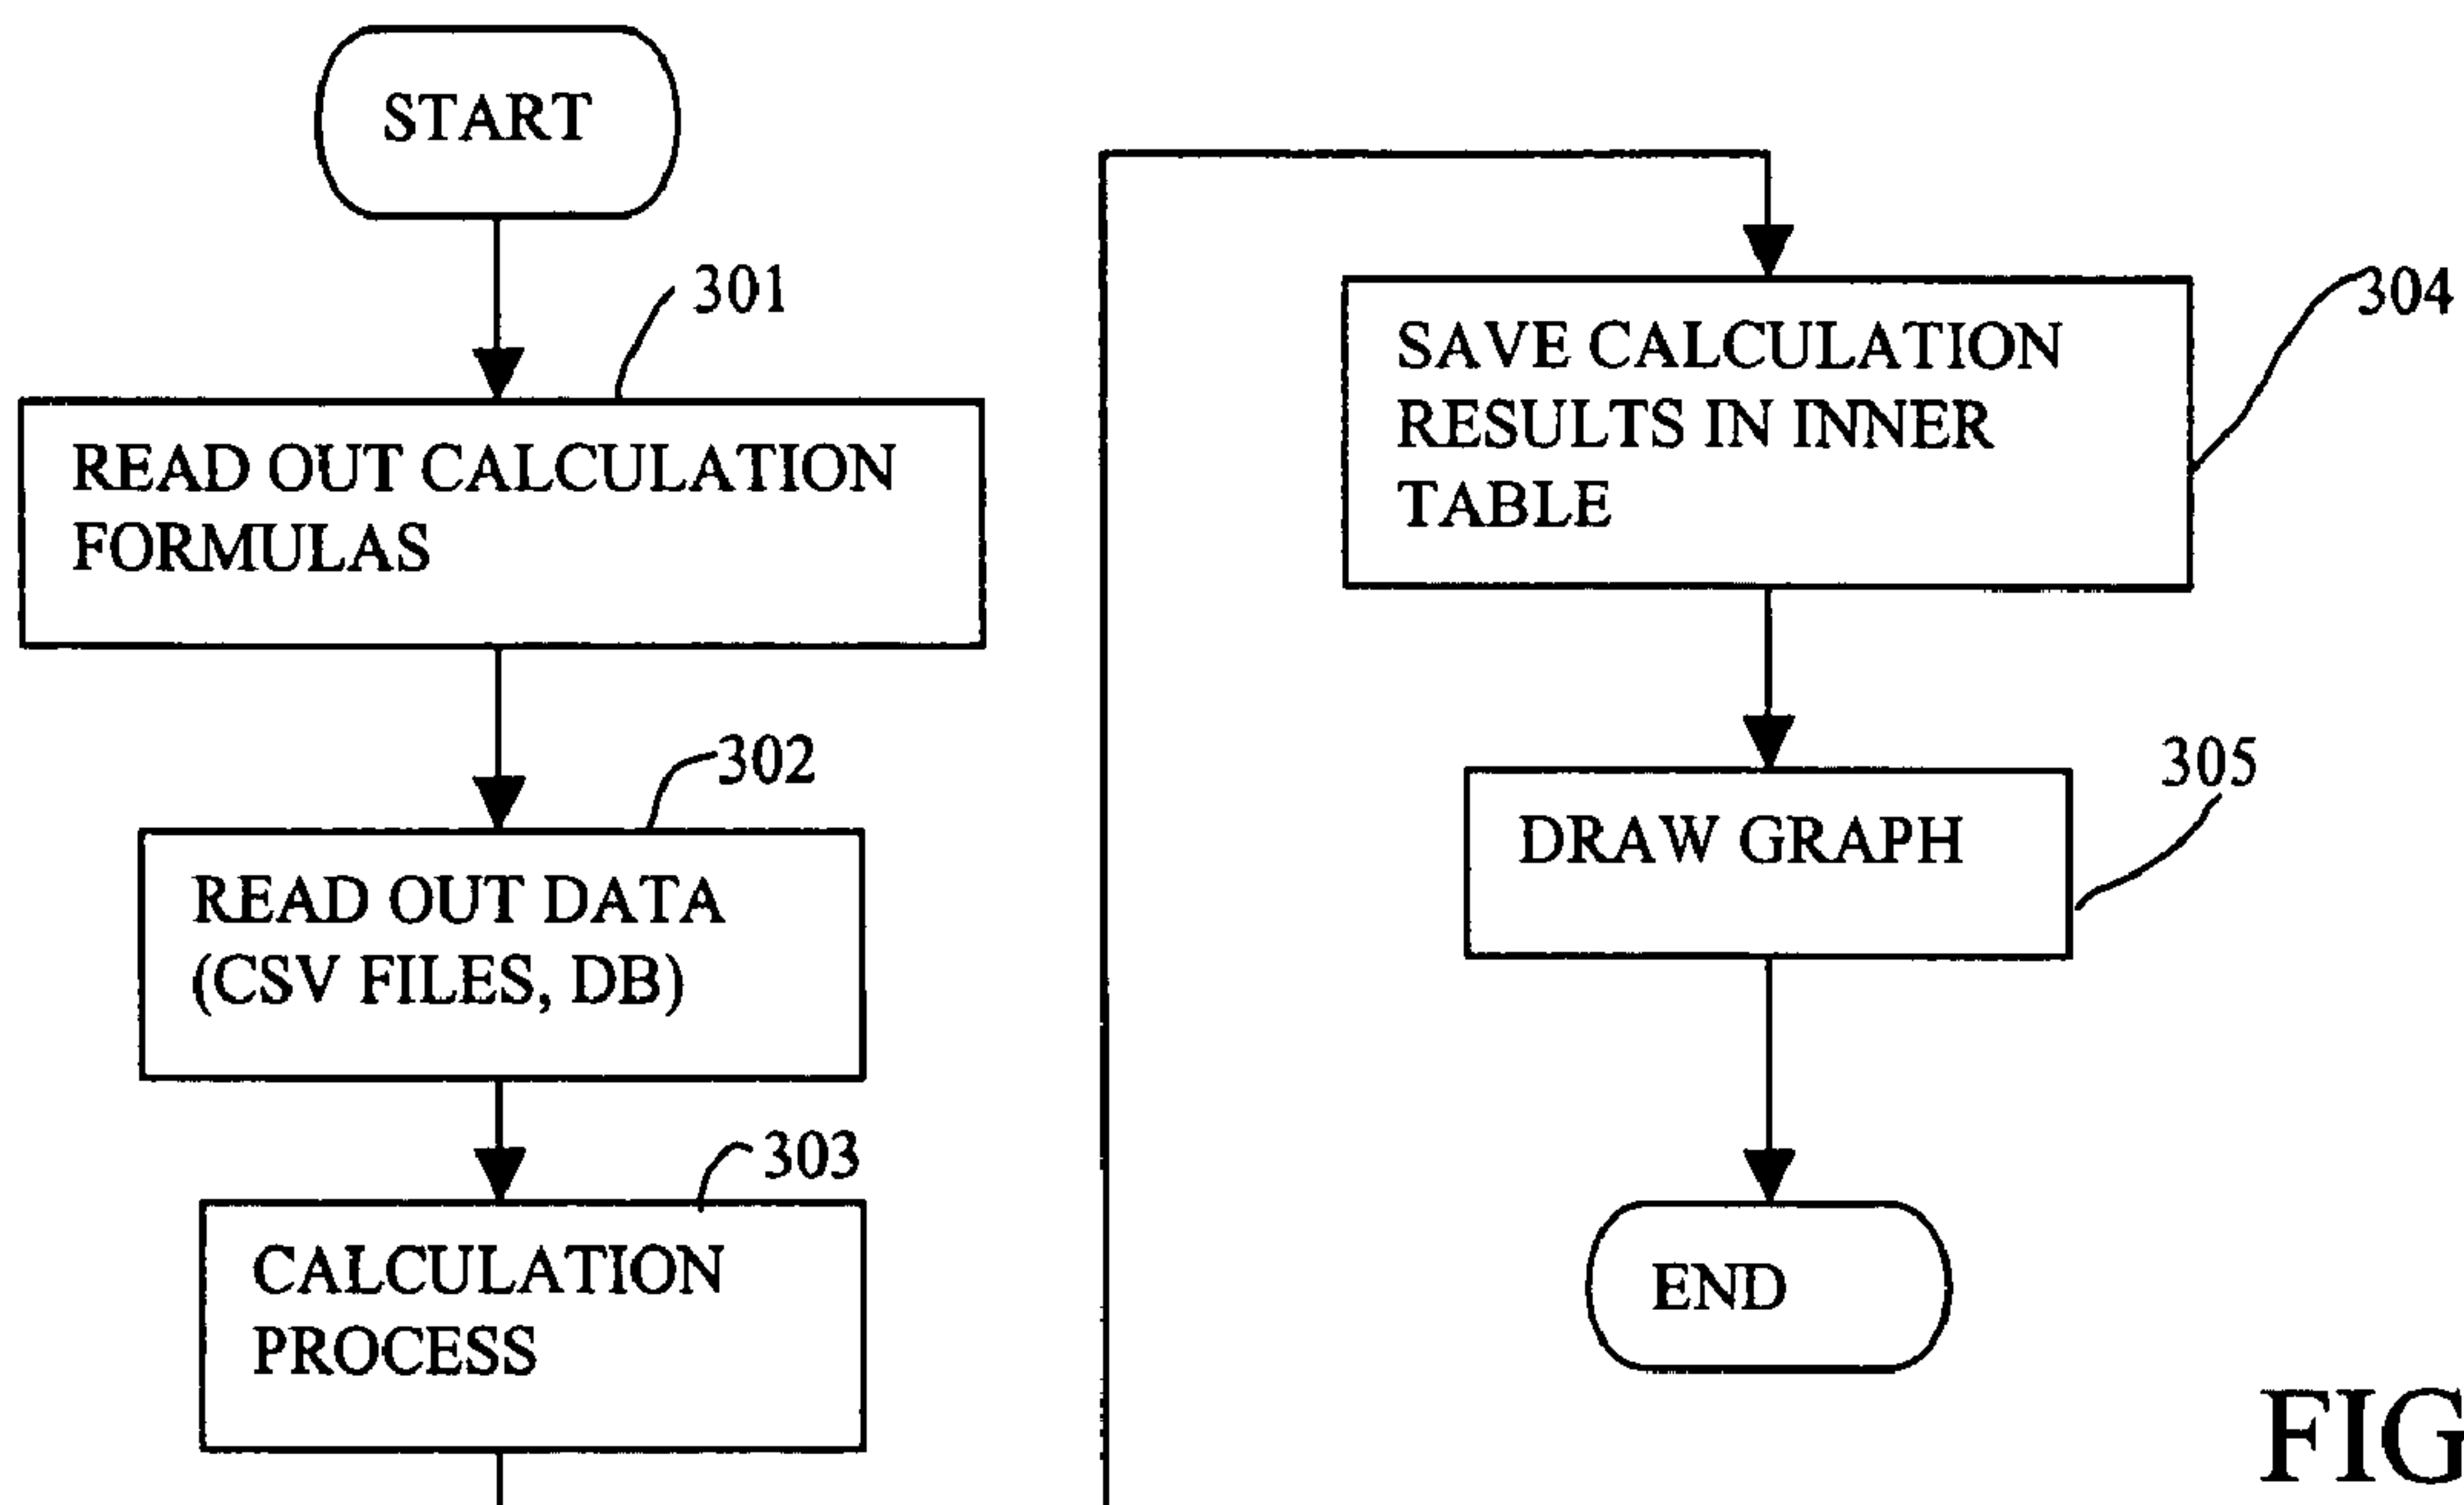 START
301
READ OUT CALCULATION
FORMULAS
302
READ OUT DATA
(CSV FILES, DB)
303
CALCULATION
PROCESS
304
SAVE CALCULATION
RESULTS IN INNER
TABLE
305
DRAW GRAPH
END
FIG